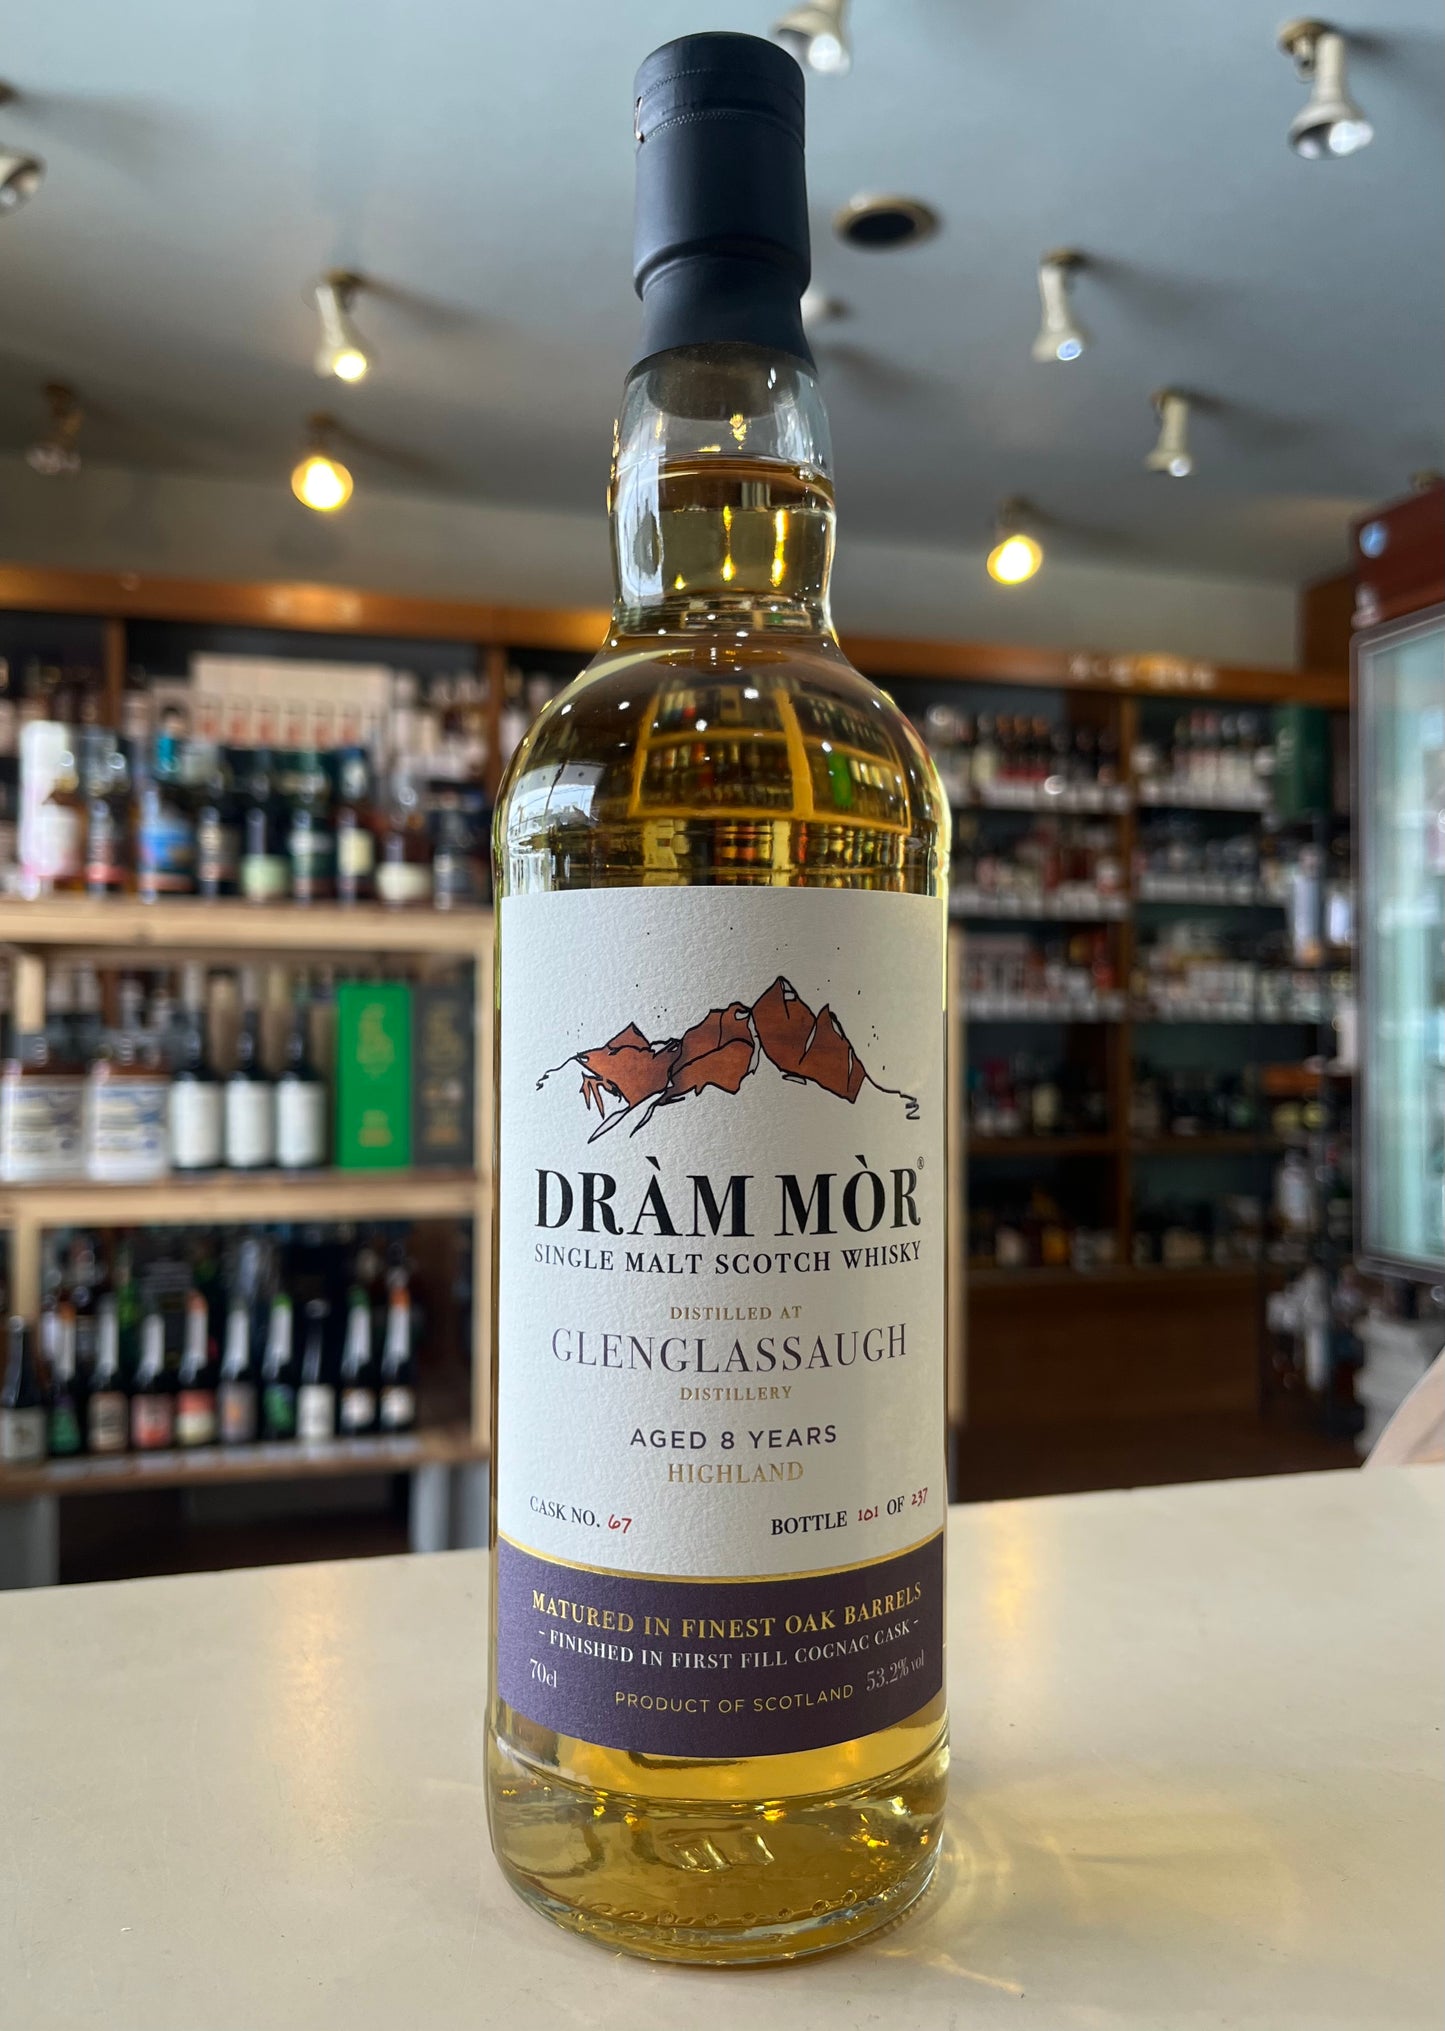 DRÀM MÒR®
SINGLE MALT SCOTCH WHISKY
DISTILLED AT
GLENGLASSAUGH
DISTILLERY
AGED 8 YEARS
HIGHLAND
CASK NO. 67 BOTTLE 101 OF 237
MATURED IN FINEST OAK BARRELS
- FINISHED IN FIRST FILL COGNAC CASK -
70cl PRODUCT OF SCOTLAND 53.2% vol